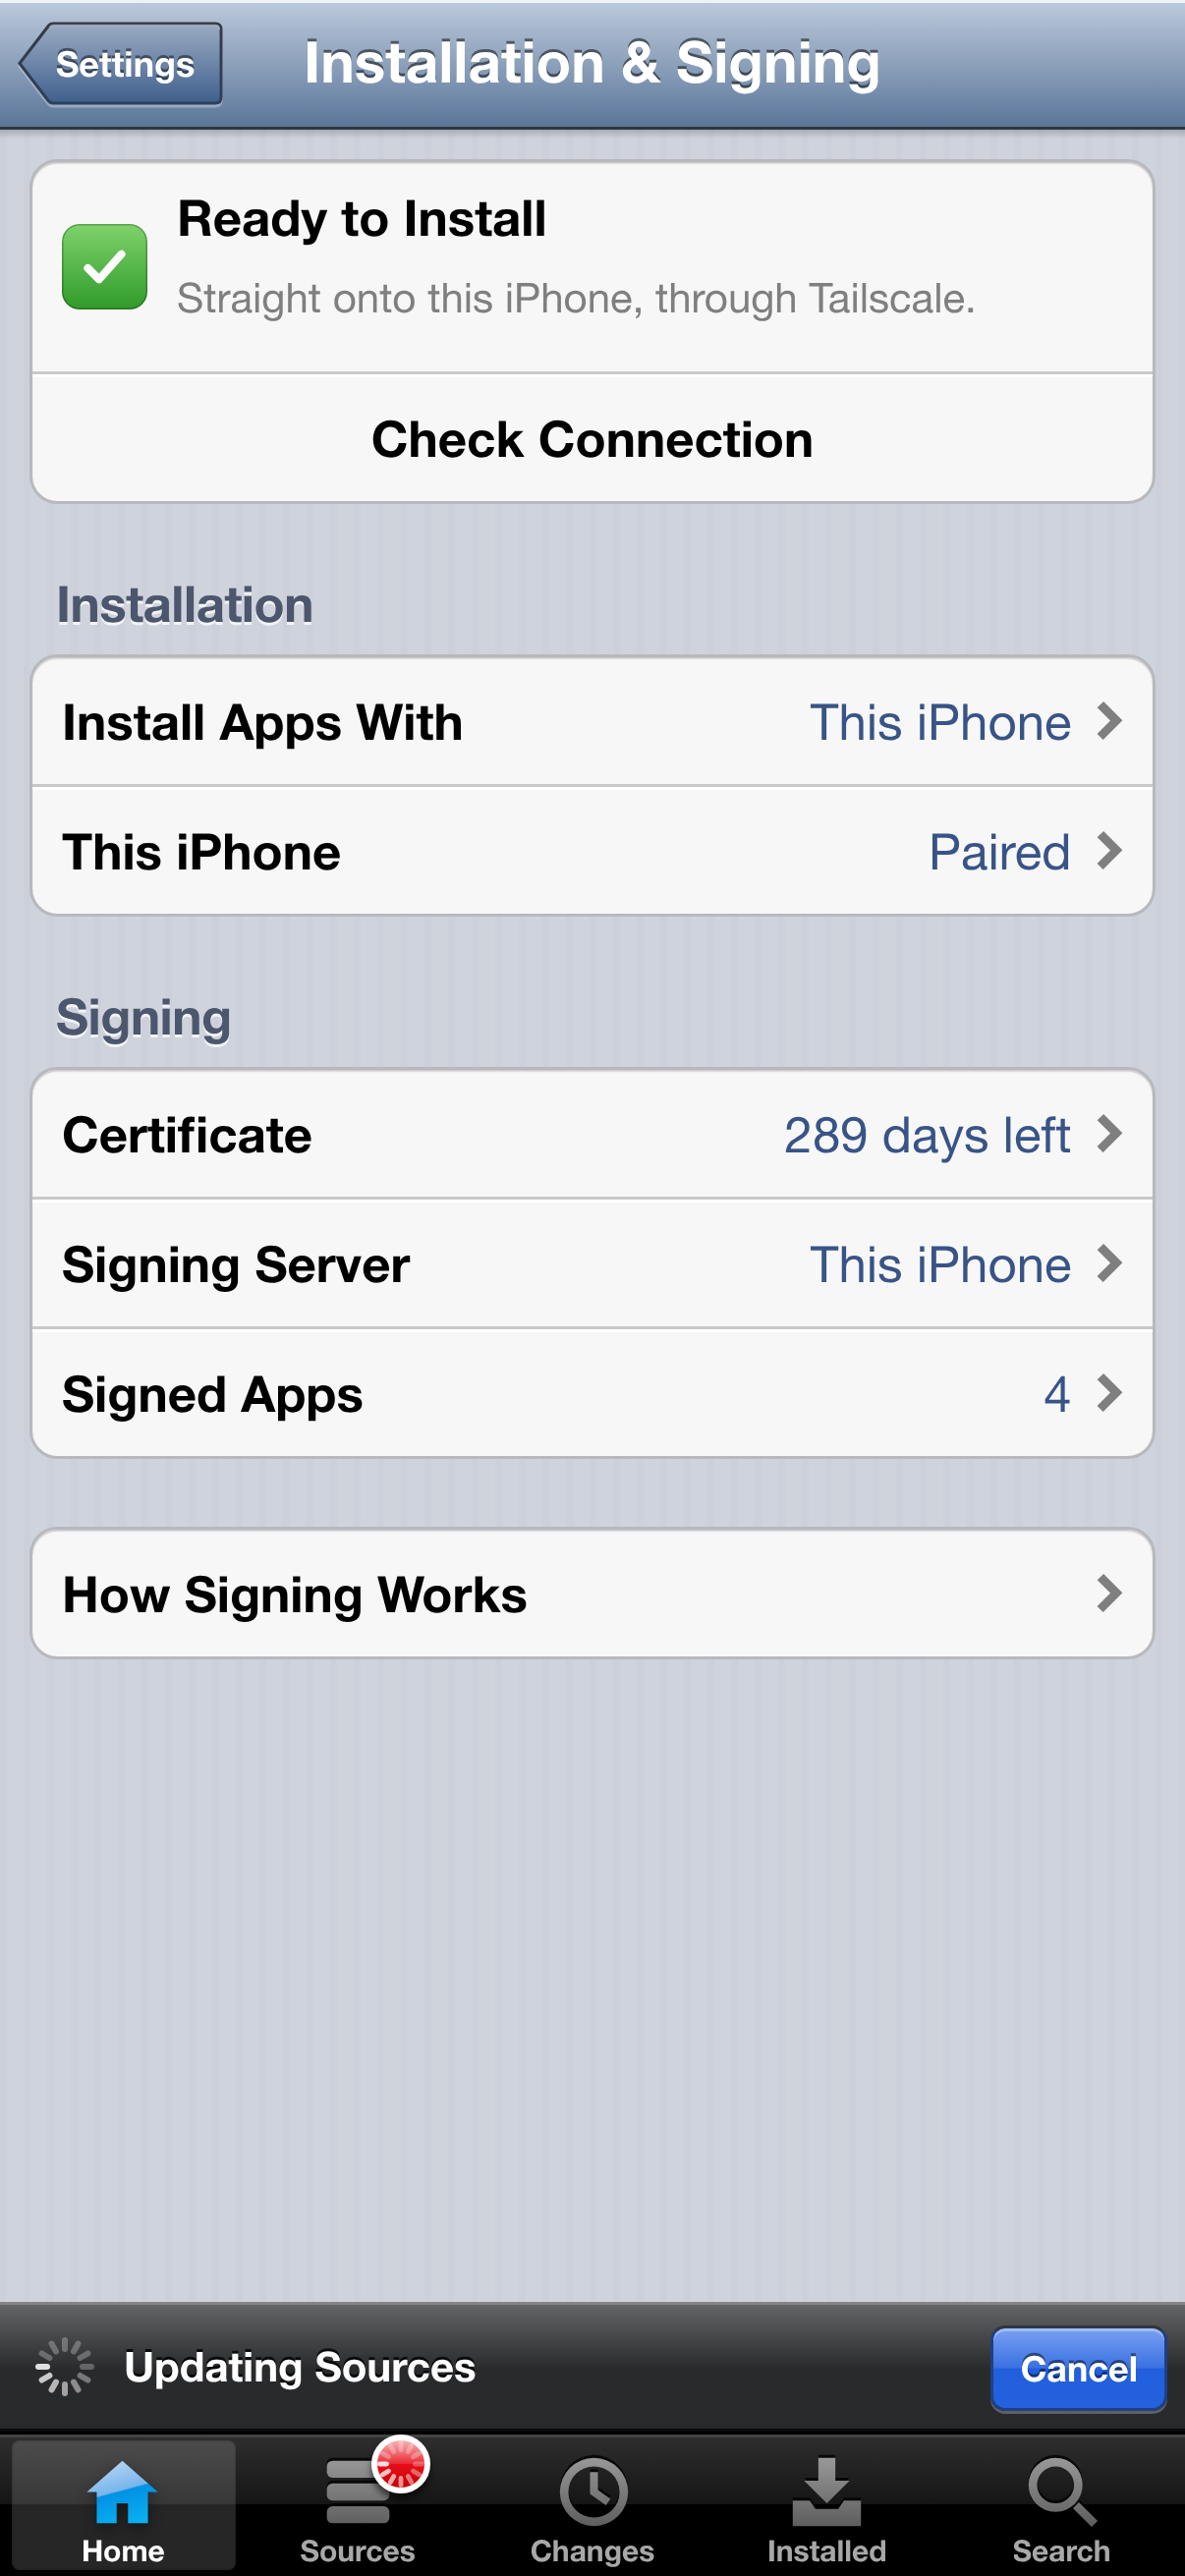 Settings
Installation & Signing
Ready to Install
Straight onto this iPhone, through Tailscale.
Check Connection
Installation
Install Apps With This iPhone
This iPhone Paired
Signing
Certificate 289 days left
Signing Server This iPhone
Signed Apps 4
How Signing Works
Updating Sources Cancel
Home Sources Changes Installed Search